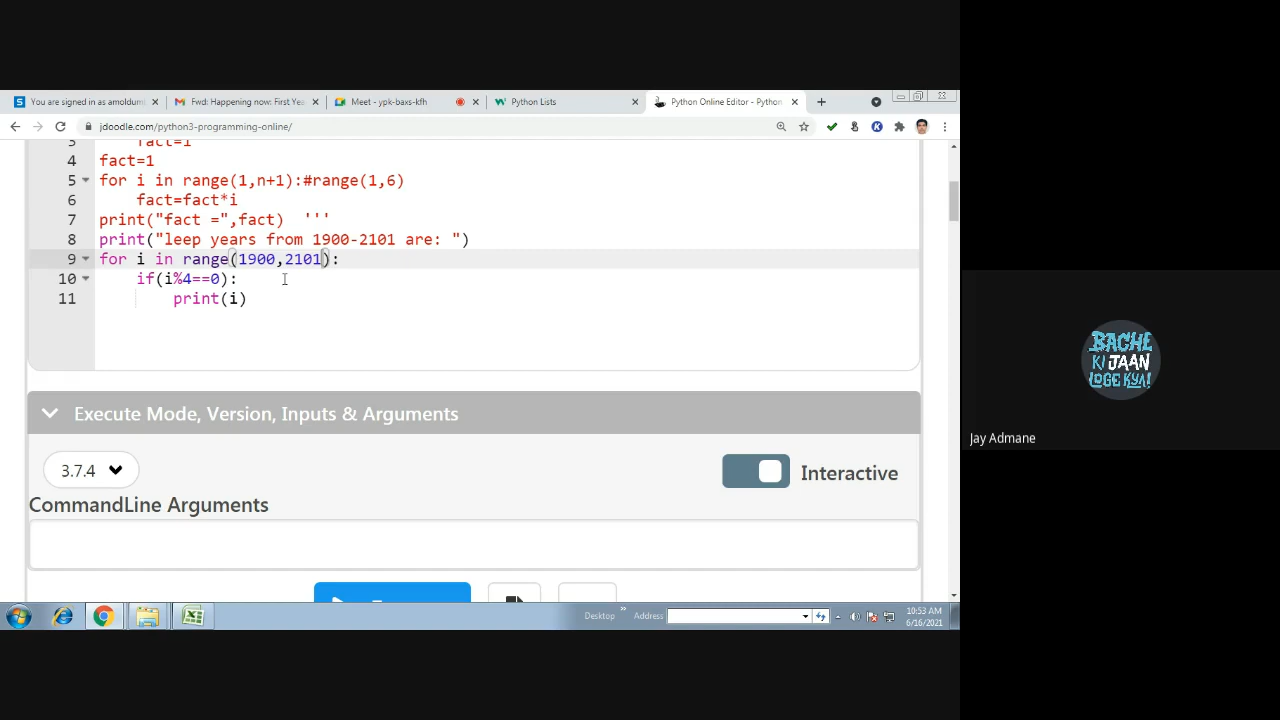 You are signed in as amoldum
Fwd: Happening now: First Yea
Meet - ypk-baxs-kfh
Python Lists
Python Online Editor - Python
jdoodle.com/python3-programming-online/
3 fact=1
4 fact=1
5 for i in range(1,n+1):#range(1,6)
6 fact=fact*i
7 print("fact =",fact) '''
8 print("leep years from 1900-2101 are: ")
9 for i in range(1900,2101):
10 if(i%4==0):
11 print(i)
Execute Mode, Version, Inputs & Arguments
3.7.4
Interactive
CommandLine Arguments
BACHE
KI JAAN
LOGE KYA!
Jay Admane
Desktop
Address
10:53 AM
6/16/2021